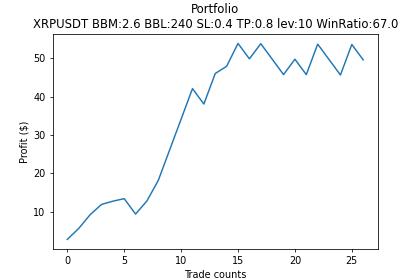 Portfolio
XRPUSDT BBM:2.6 BBL:240 SL:0.4 TP:0.8 lev:10 WinRatio:67.0
50
40
30
20
10
Profit ($)
0 5 10 15 20 25
Trade counts